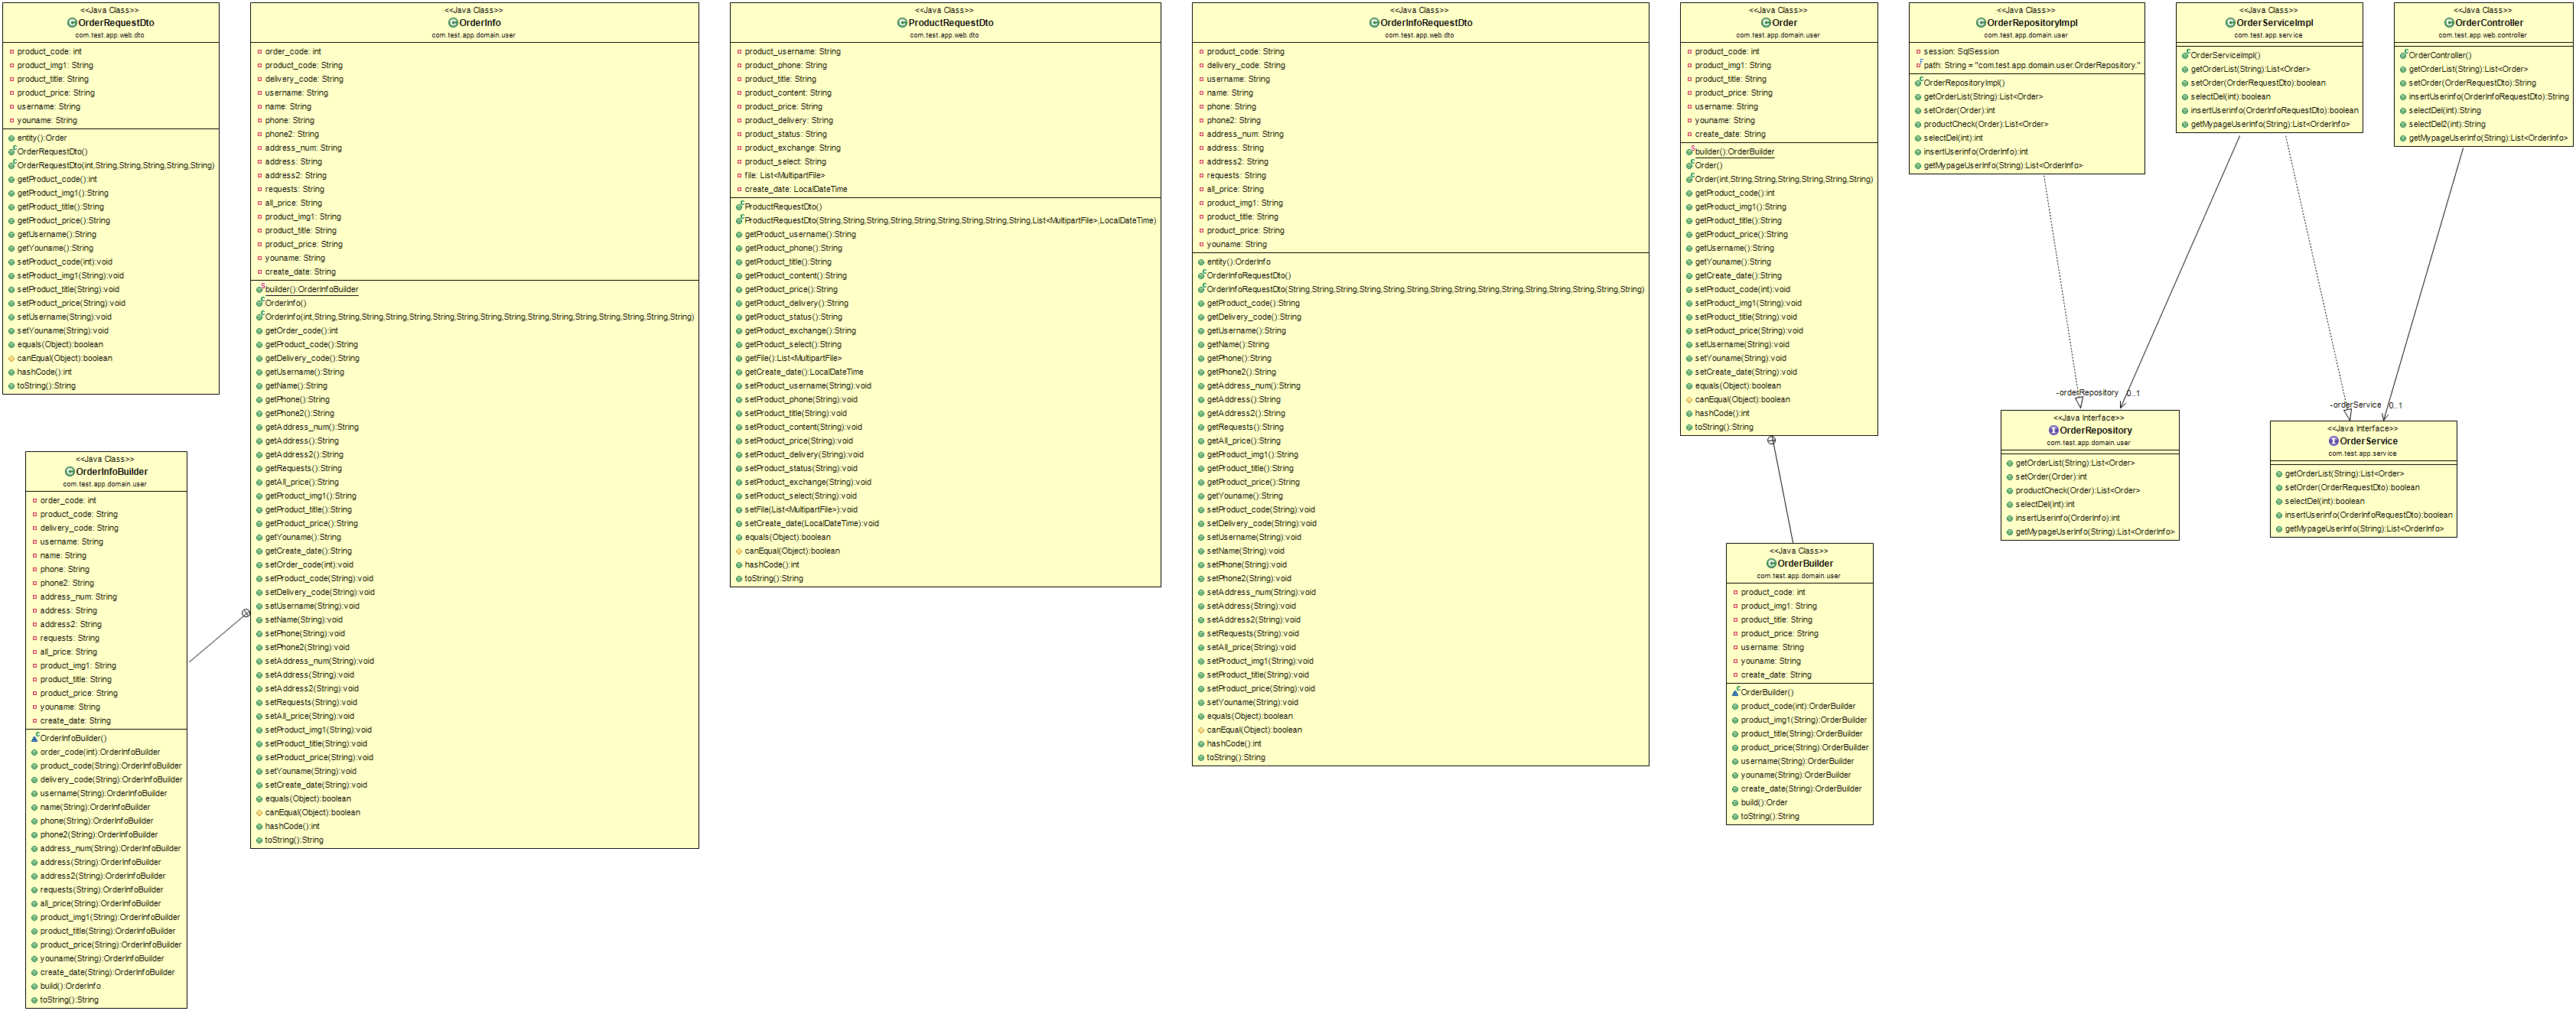 <<Java Class>>
OrderRequestDto
com.test.app.web.dto
product_code: int
product_img1: String
product_title: String
product_price: String
username: String
youname: String
entity():Order
OrderRequestDto()
OrderRequestDto(int,String,String,String,String,String)
getProduct_code():int
getProduct_img1():String
getProduct_title():String
getProduct_price():String
getUsername():String
getYouname():String
setProduct_code(int):void
setProduct_img1(String):void
setProduct_title(String):void
setProduct_price(String):void
setUsername(String):void
setYouname(String):void
equals(Object):boolean
canEqual(Object):boolean
hashCode():int
toString():String
<<Java Class>>
OrderInfoBuilder
com.test.app.domain.user
order_code: int
product_code: String
delivery_code: String
username: String
name: String
phone: String
phone2: String
address_num: String
address: String
address2: String
requests: String
all_price: String
product_img1: String
product_title: String
product_price: String
youname: String
create_date: String
OrderInfoBuilder()
order_code(int):OrderInfoBuilder
product_code(String):OrderInfoBuilder
delivery_code(String):OrderInfoBuilder
username(String):OrderInfoBuilder
name(String):OrderInfoBuilder
phone(String):OrderInfoBuilder
phone2(String):OrderInfoBuilder
address_num(String):OrderInfoBuilder
address(String):OrderInfoBuilder
address2(String):OrderInfoBuilder
requests(String):OrderInfoBuilder
all_price(String):OrderInfoBuilder
product_img1(String):OrderInfoBuilder
product_title(String):OrderInfoBuilder
product_price(String):OrderInfoBuilder
youname(String):OrderInfoBuilder
create_date(String):OrderInfoBuilder
build():OrderInfo
toString():String
<<Java Class>>
OrderInfo
com.test.app.domain.user
order_code: int
product_code: String
delivery_code: String
username: String
name: String
phone: String
phone2: String
address_num: String
address: String
address2: String
requests: String
all_price: String
product_img1: String
product_title: String
product_price: String
youname: String
create_date: String
builder():OrderInfoBuilder
OrderInfo()
OrderInfo(int,String,String,String,String,String,String,String,String,String,String,String,String,String,String,String,String)
getOrder_code():int
getProduct_code():String
getDelivery_code():String
getUsername():String
getName():String
getPhone():String
getPhone2():String
getAddress_num():String
getAddress():String
getAddress2():String
getRequests():String
getAll_price():String
getProduct_img1():String
getProduct_title():String
getProduct_price():String
getYouname():String
getCreate_date():String
setOrder_code(int):void
setProduct_code(String):void
setDelivery_code(String):void
setUsername(String):void
setName(String):void
setPhone(String):void
setPhone2(String):void
setAddress_num(String):void
setAddress(String):void
setAddress2(String):void
setRequests(String):void
setAll_price(String):void
setProduct_img1(String):void
setProduct_title(String):void
setProduct_price(String):void
setYouname(String):void
setCreate_date(String):void
equals(Object):boolean
canEqual(Object):boolean
hashCode():int
toString():String
<<Java Class>>
ProductRequestDto
com.test.app.web.dto
product_username: String
product_phone: String
product_title: String
product_content: String
product_price: String
product_delivery: String
product_status: String
product_exchange: String
product_select: String
file: List<MultipartFile>
create_date: LocalDateTime
ProductRequestDto()
ProductRequestDto(String,String,String,String,String,String,String,String,String,List<MultipartFile>,LocalDateTime)
getProduct_username():String
getProduct_phone():String
getProduct_title():String
getProduct_content():String
getProduct_price():String
getProduct_delivery():String
getProduct_status():String
getProduct_exchange():String
getProduct_select():String
getFile():List<MultipartFile>
getCreate_date():LocalDateTime
setProduct_username(String):void
setProduct_phone(String):void
setProduct_title(String):void
setProduct_content(String):void
setProduct_price(String):void
setProduct_delivery(String):void
setProduct_status(String):void
setProduct_exchange(String):void
setProduct_select(String):void
setFile(List<MultipartFile>):void
setCreate_date(LocalDateTime):void
equals(Object):boolean
canEqual(Object):boolean
hashCode():int
toString():String
<<Java Class>>
OrderInfoRequestDto
com.test.app.web.dto
product_code: String
delivery_code: String
username: String
name: String
phone: String
phone2: String
address_num: String
address: String
address2: String
requests: String
all_price: String
product_img1: String
product_title: String
product_price: String
youname: String
entity():OrderInfo
OrderInfoRequestDto()
OrderInfoRequestDto(String,String,String,String,String,String,String,String,String,String,String,String,String,String,String)
getProduct_code():String
getDelivery_code():String
getUsername():String
getName():String
getPhone():String
getPhone2():String
getAddress_num():String
getAddress():String
getAddress2():String
getRequests():String
getAll_price():String
getProduct_img1():String
getProduct_title():String
getProduct_price():String
getYouname():String
setProduct_code(String):void
setDelivery_code(String):void
setUsername(String):void
setName(String):void
setPhone(String):void
setPhone2(String):void
setAddress_num(String):void
setAddress(String):void
setAddress2(String):void
setRequests(String):void
setAll_price(String):void
setProduct_img1(String):void
setProduct_title(String):void
setProduct_price(String):void
setYouname(String):void
equals(Object):boolean
canEqual(Object):boolean
hashCode():int
toString():String
<<Java Class>>
Order
com.test.app.domain.user
product_code: int
product_img1: String
product_title: String
product_price: String
username: String
youname: String
create_date: String
builder():OrderBuilder
Order()
Order(int,String,String,String,String,String,String)
getProduct_code():int
getProduct_img1():String
getProduct_title():String
getProduct_price():String
getUsername():String
getYouname():String
getCreate_date():String
setProduct_code(int):void
setProduct_img1(String):void
setProduct_title(String):void
setProduct_price(String):void
setUsername(String):void
setYouname(String):void
setCreate_date(String):void
equals(Object):boolean
canEqual(Object):boolean
hashCode():int
toString():String
<<Java Class>>
OrderBuilder
com.test.app.domain.user
product_code: int
product_img1: String
product_title: String
product_price: String
username: String
youname: String
create_date: String
OrderBuilder()
product_code(int):OrderBuilder
product_img1(String):OrderBuilder
product_title(String):OrderBuilder
product_price(String):OrderBuilder
username(String):OrderBuilder
youname(String):OrderBuilder
create_date(String):OrderBuilder
build():Order
toString():String
<<Java Class>>
OrderRepositoryImpl
com.test.app.domain.user
session: SqlSession
path: String = "com.test.app.domain.user.OrderRepository."
OrderRepositoryImpl()
getOrderList(String):List<Order>
setOrder(Order):int
productCheck(Order):List<Order>
selectDel(int):int
insertUserinfo(OrderInfo):int
getMypageUserInfo(String):List<OrderInfo>
<<Java Class>>
OrderServiceImpl
com.test.app.service
OrderServiceImpl()
getOrderList(String):List<Order>
setOrder(OrderRequestDto):boolean
selectDel(int):boolean
insertUserinfo(OrderInfoRequestDto):boolean
getMypageUserInfo(String):List<OrderInfo>
<<Java Class>>
OrderController
com.test.app.web.controller
OrderController()
getOrderList(String):List<Order>
setOrder(OrderRequestDto):String
insertUserinfo(OrderInfoRequestDto):String
selectDel(int):String
selectDel2(int):String
getMypageUserInfo(String):List<OrderInfo>
-orderRepository 0..1
<<Java Interface>>
OrderRepository
com.test.app.domain.user
getOrderList(String):List<Order>
setOrder(Order):int
productCheck(Order):List<Order>
selectDel(int):int
insertUserinfo(OrderInfo):int
getMypageUserInfo(String):List<OrderInfo>
-orderService 0..1
<<Java Interface>>
OrderService
com.test.app.service
getOrderList(String):List<Order>
setOrder(OrderRequestDto):boolean
selectDel(int):boolean
insertUserinfo(OrderInfoRequestDto):boolean
getMypageUserInfo(String):List<OrderInfo>